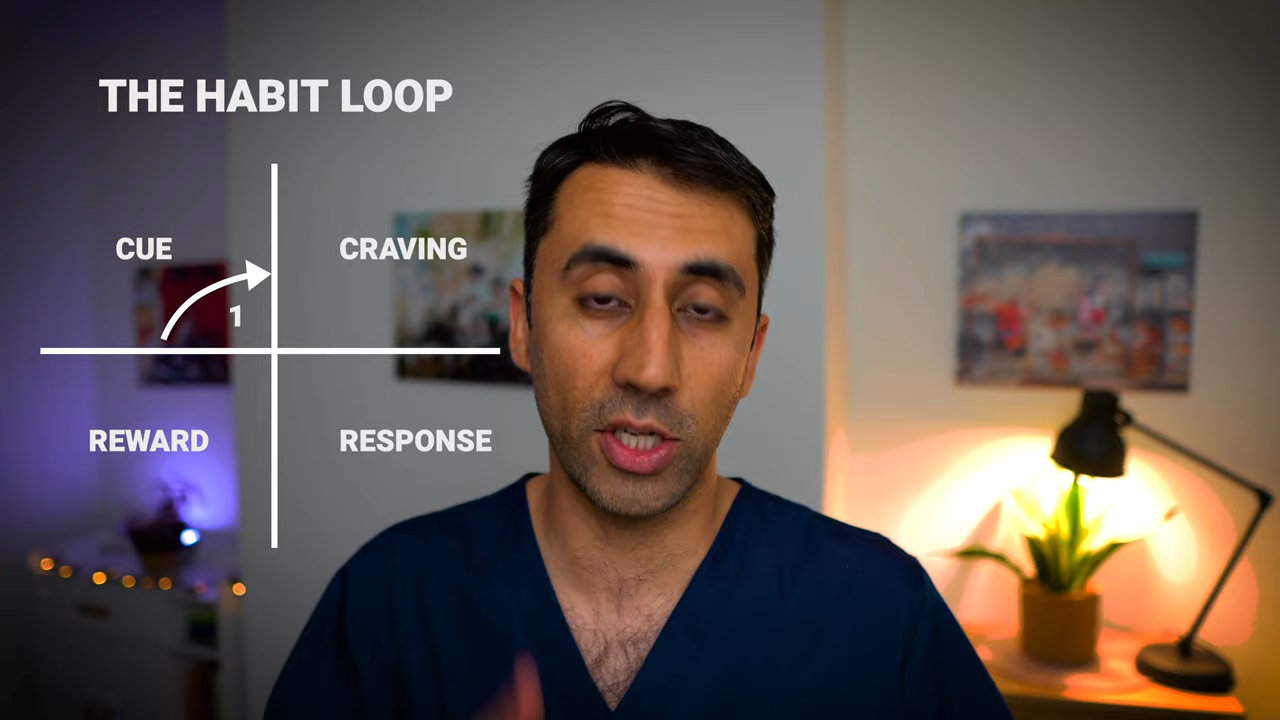 THE HABIT LOOP
CUE
CRAVING
1
REWARD
RESPONSE